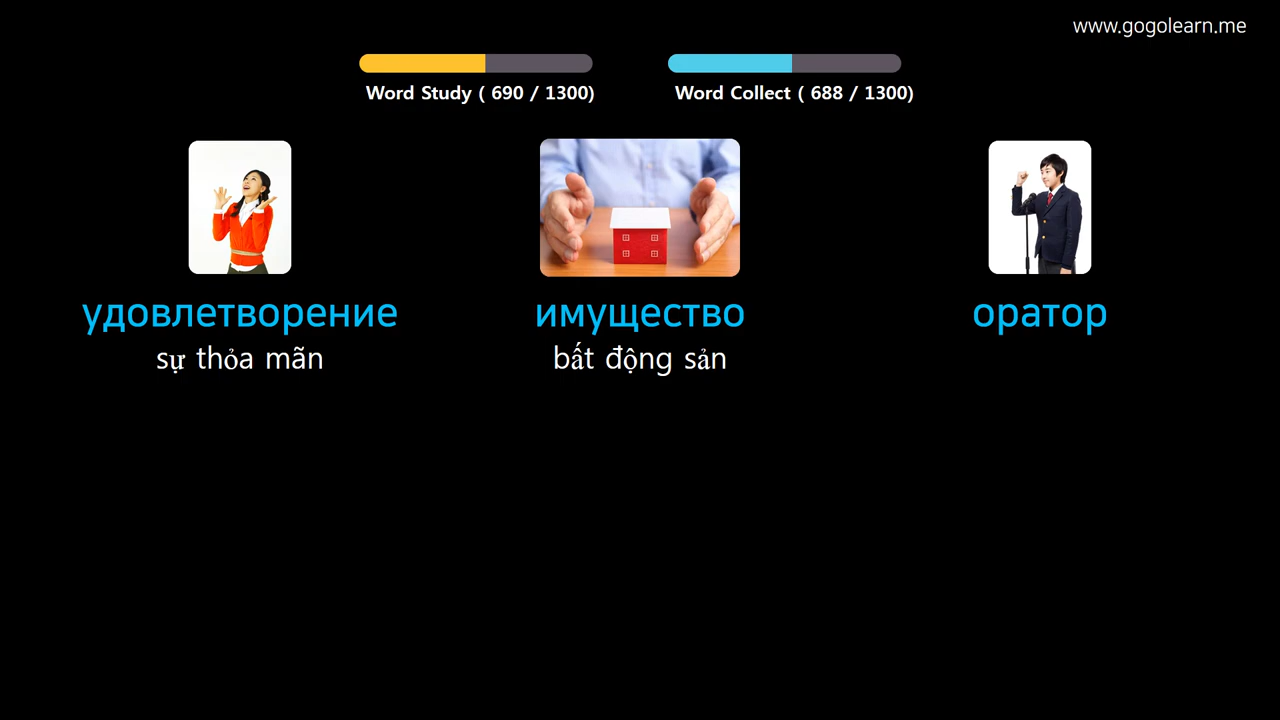 www.gogolearn.me
Word Study ( 690 / 1300)
Word Collect ( 688 / 1300)
удовлетворение
имущество
оратор
sự thỏa mãn
bất động sản